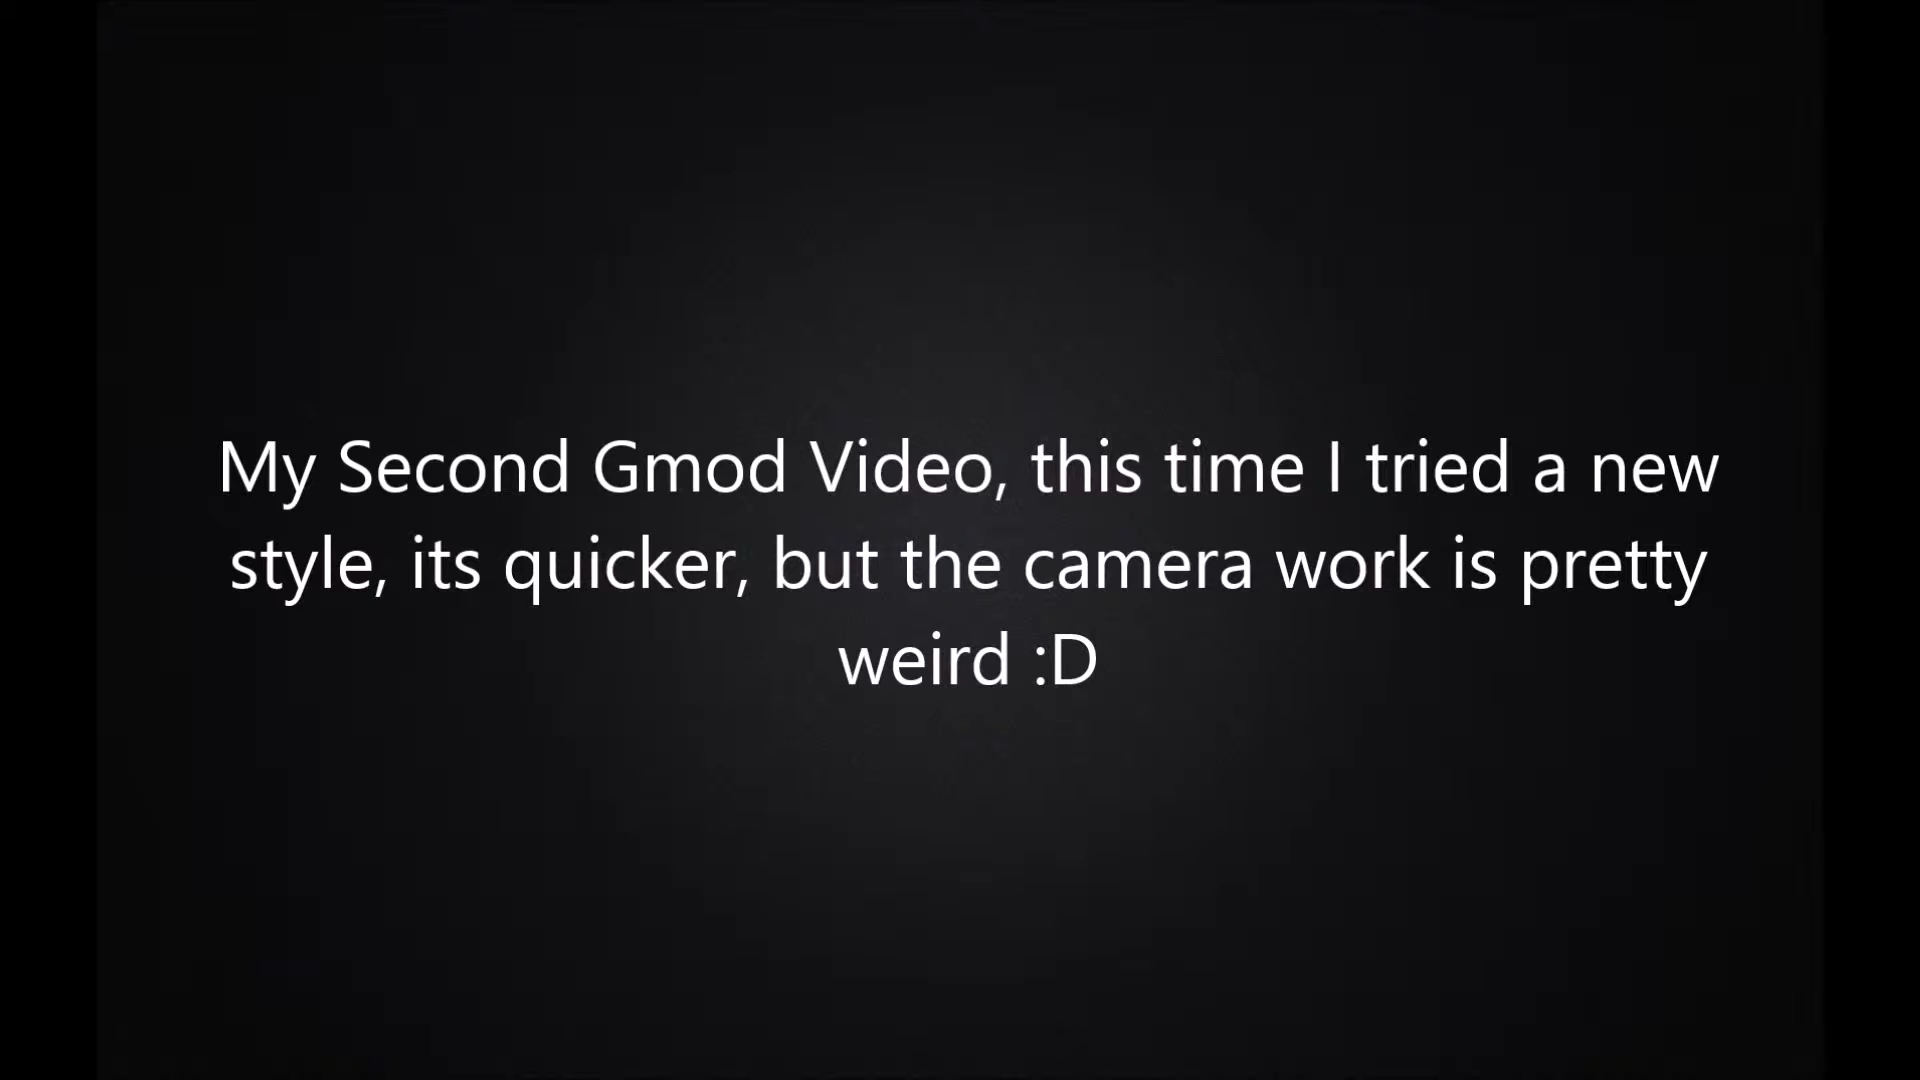 My Second Gmod Video, this time I tried a new
style, its quicker, but the camera work is pretty
weird :D